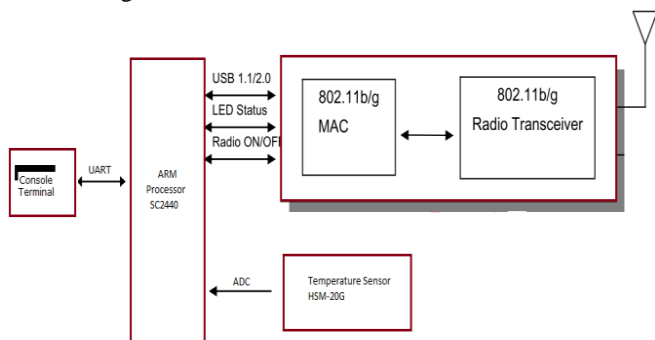 USB 1.1/2.0
LED Status
Radio ON/OFF
802.11b/g
MAC
802.11b/g
Radio Transceiver
Console
Terminal
UART
ARM
Processor
SC2440
ADC
Temperature Sensor
HSM-20G